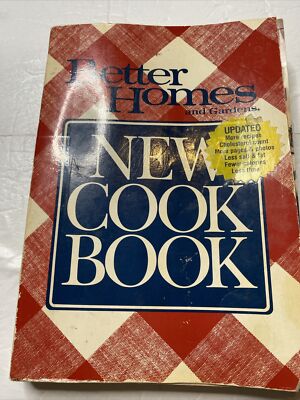 Better
Homes
and Gardens®
NEW
COOK
BOOK
UPDATED
More recipes
Cholesterol count
More pages & photos
Less salt & fat
Fewer calories
Less time